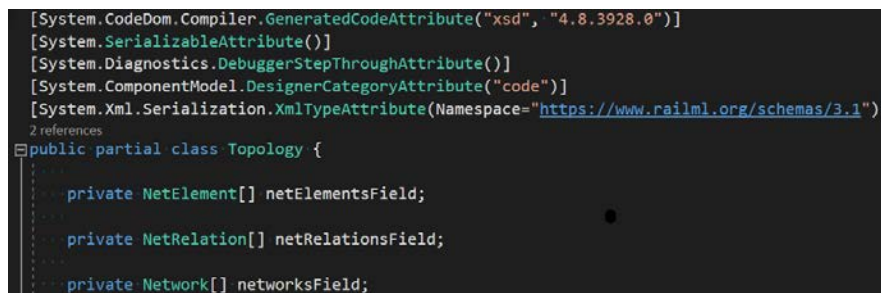 [System.CodeDom.Compiler.GeneratedCodeAttribute("xsd", "4.8.3928.0")]
[System.SerializableAttribute()]
[System.Diagnostics.DebuggerStepThroughAttribute()]
[System.ComponentModel.DesignerCategoryAttribute("code")]
[System.Xml.Serialization.XmlTypeAttribute(Namespace="https://www.railml.org/schemas/3.1")
2 references
public partial class Topology {
private NetElement[] netElementsField;
private NetRelation[] netRelationsField;
private Network[] networksField;